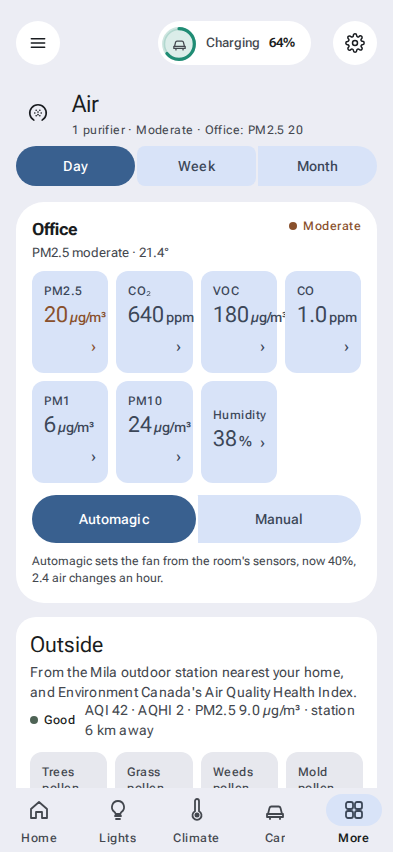 Charging 64%
Air
1 purifier · Moderate · Office: PM2.5 20
Day Week Month
Office
Moderate
PM2.5 moderate · 21.4°
PM2.5 CO₂ VOC CO
20 µg/m³ 640 ppm 180 µg/m³ 1.0 ppm
› › › ›
PM1 PM10 Humidity
6 µg/m³ 24 µg/m³ 38 % ›
› ›
Automagic Manual
Automagic sets the fan from the room's sensors, now 40%,
2.4 air changes an hour.
Outside
From the Mila outdoor station nearest your home,
and Environment Canada's Air Quality Health Index.
Good AQI 42 · AQHI 2 · PM2.5 9.0 µg/m³ · station
6 km away
Trees Grass Weeds Mold
pollen pollen pollen pollen
Home Lights Climate Car More